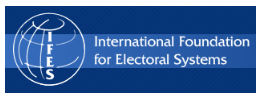 IFES
International Foundation
for Electoral Systems